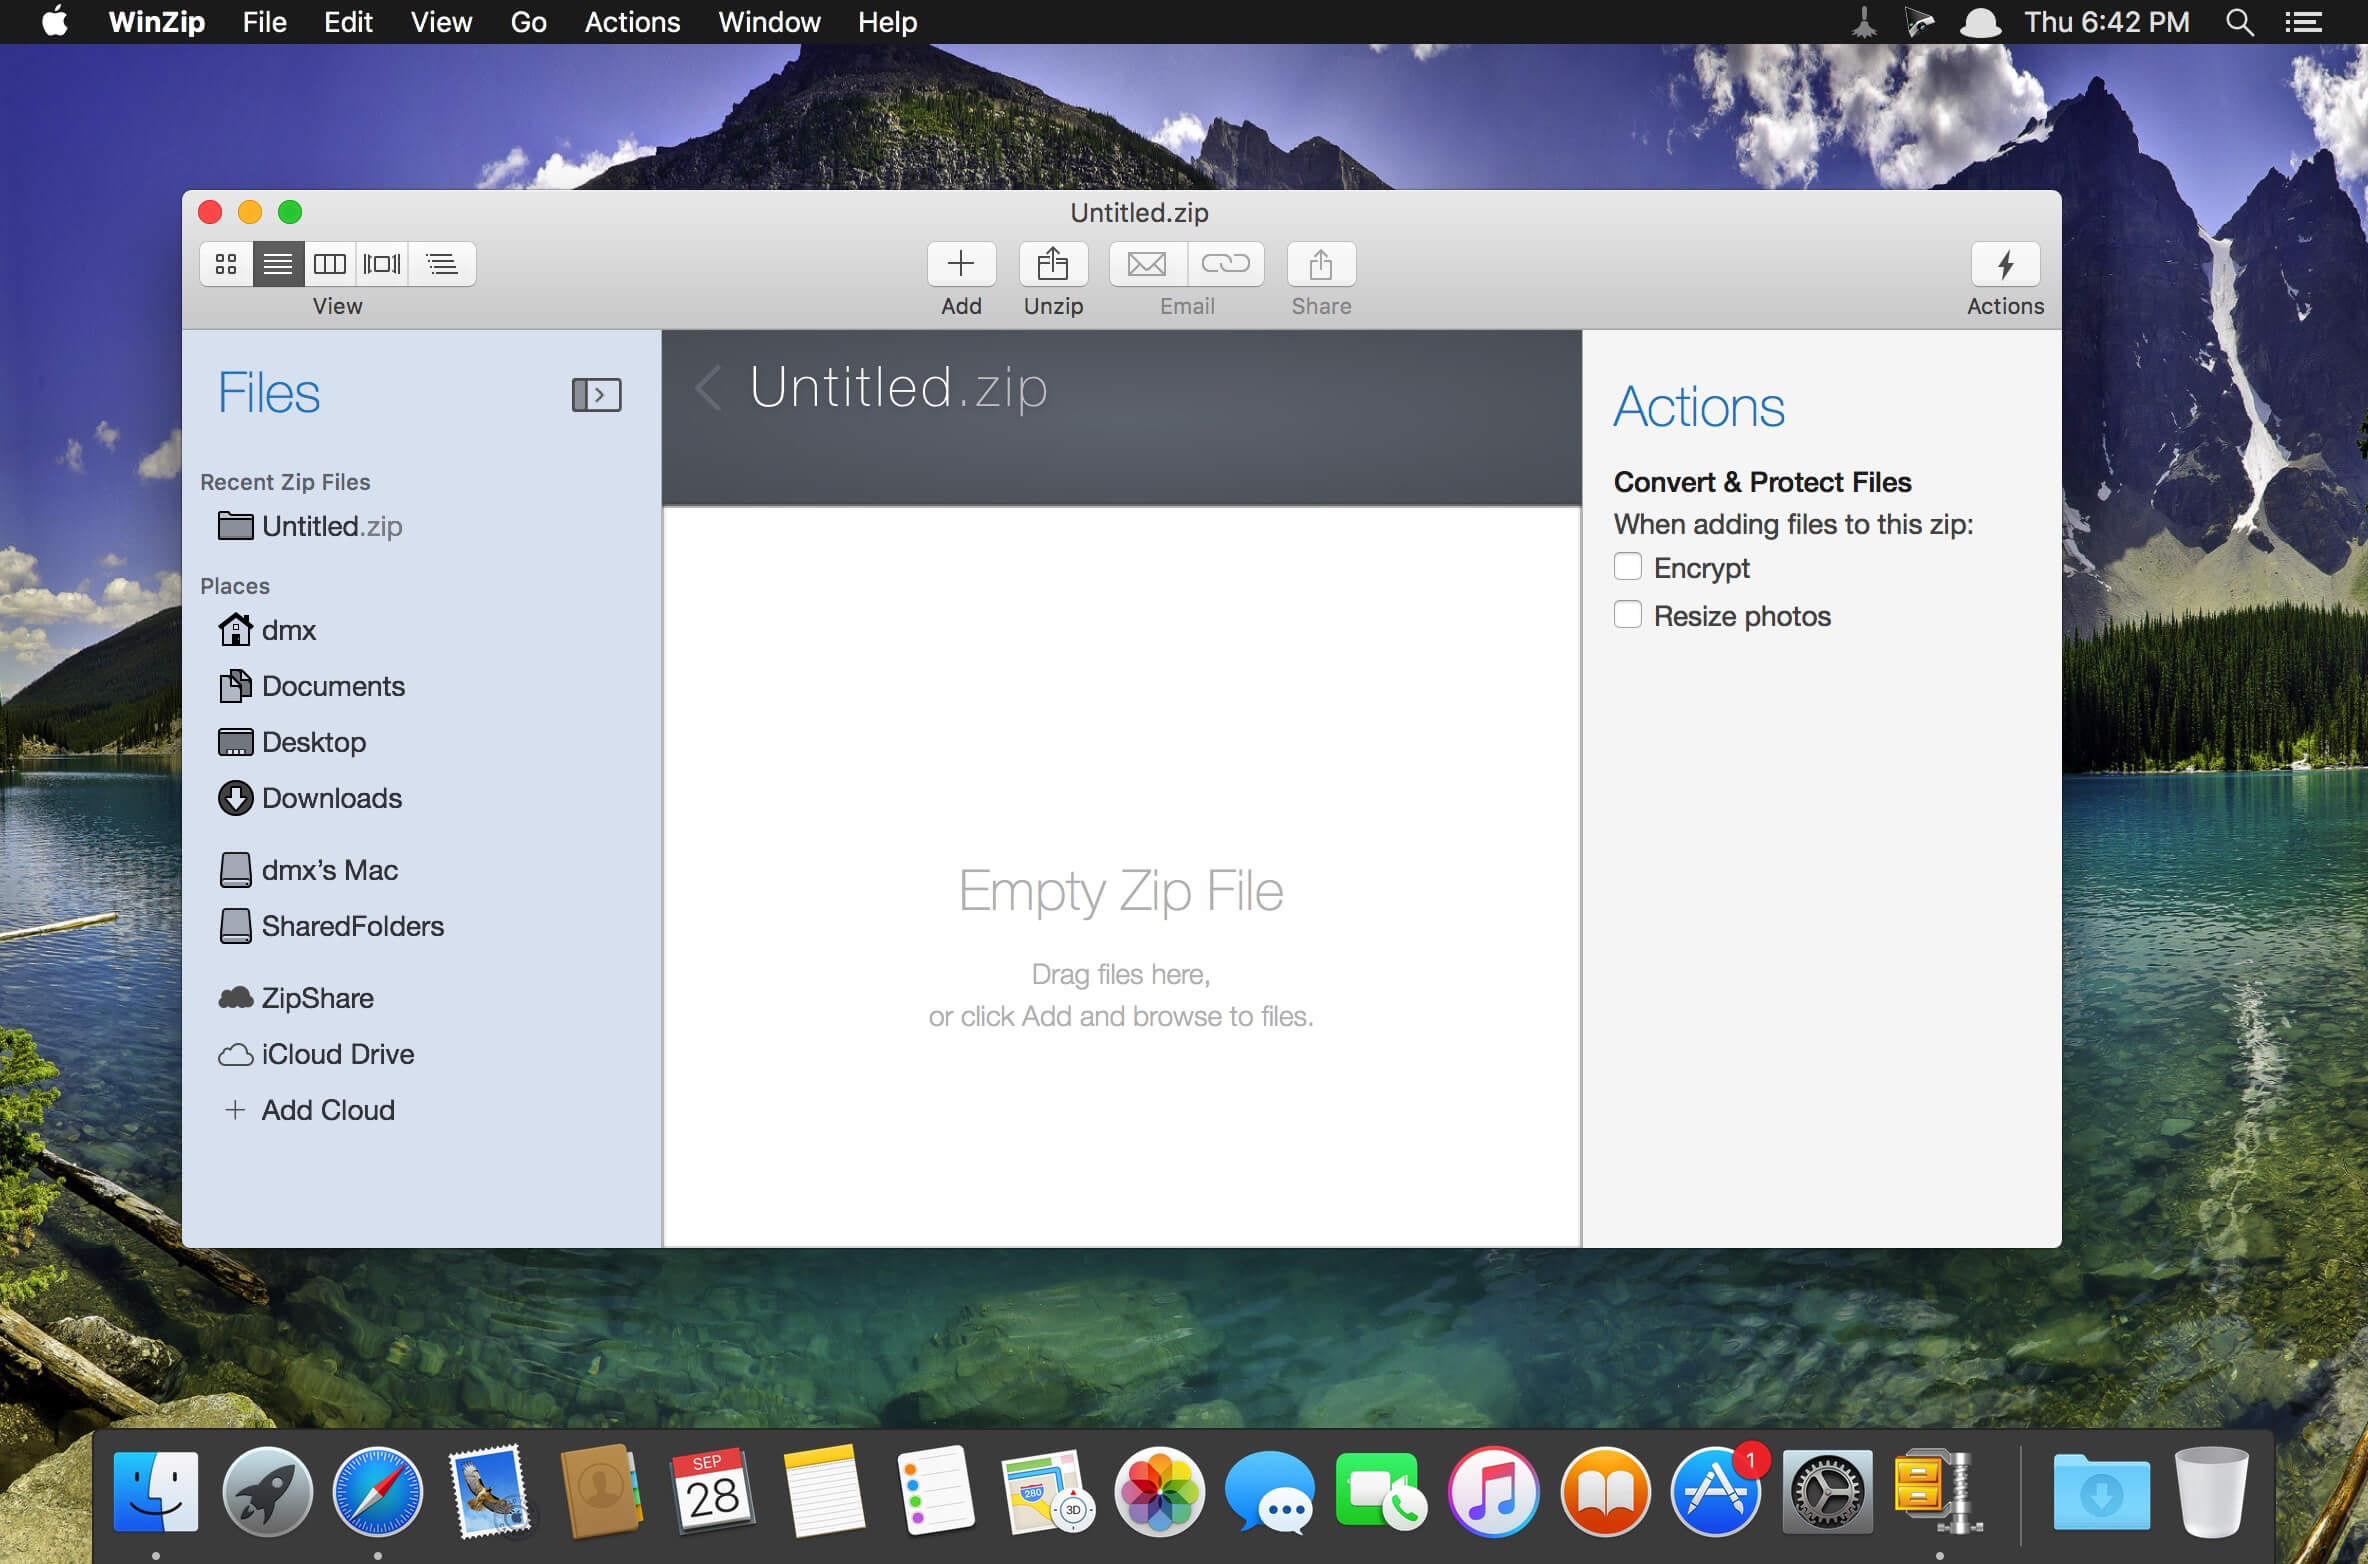 WinZip File Edit View Go Actions Window Help Thu 6:42 PM
Untitled.zip
View Add Unzip Email Share Actions
Files
Recent Zip Files
Untitled.zip
Places
dmx
Documents
Desktop
Downloads
dmx's Mac
SharedFolders
ZipShare
iCloud Drive
Add Cloud
Untitled.zip
Empty Zip File
Drag files here,
or click Add and browse to files.
Actions
Convert & Protect Files
When adding files to this zip:
Encrypt
Resize photos
SEP
28
280
3D
1